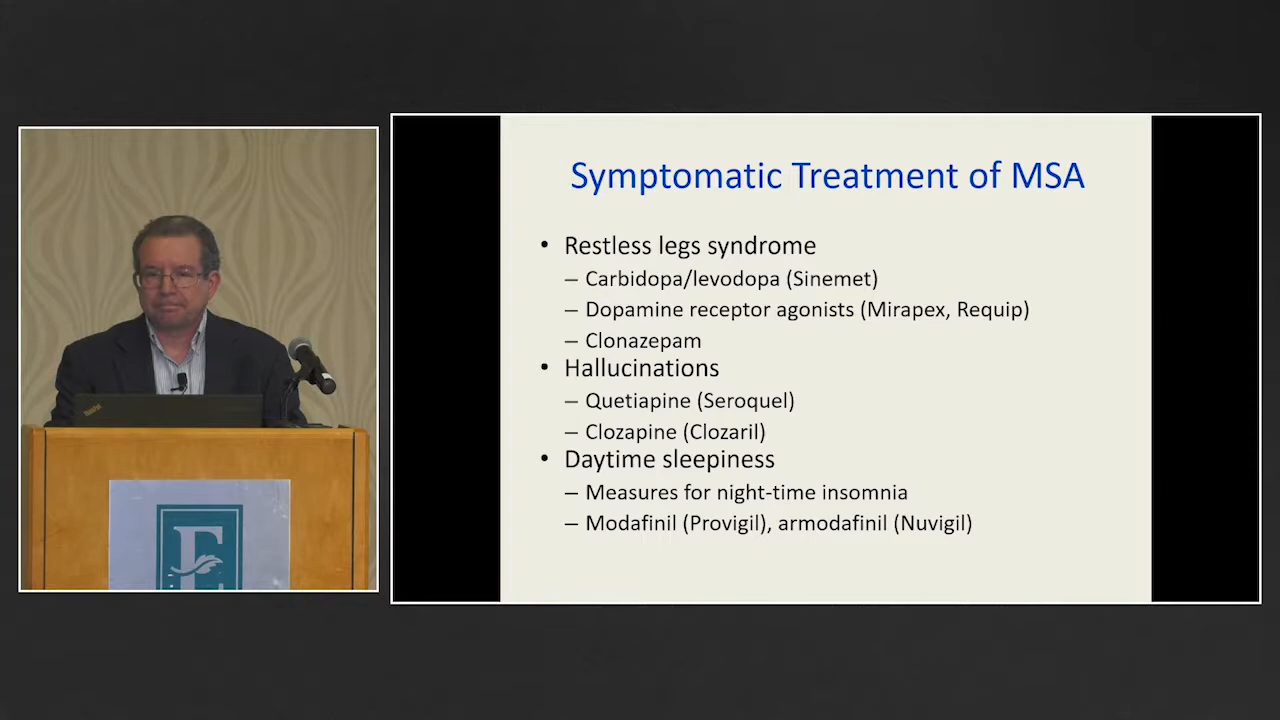 Symptomatic Treatment of MSA
• Restless legs syndrome
– Carbidopa/levodopa (Sinemet)
– Dopamine receptor agonists (Mirapex, Requip)
– Clonazepam
• Hallucinations
– Quetiapine (Seroquel)
– Clozapine (Clozaril)
• Daytime sleepiness
– Measures for night-time insomnia
– Modafinil (Provigil), armodafinil (Nuvigil)
ThinkPad
E